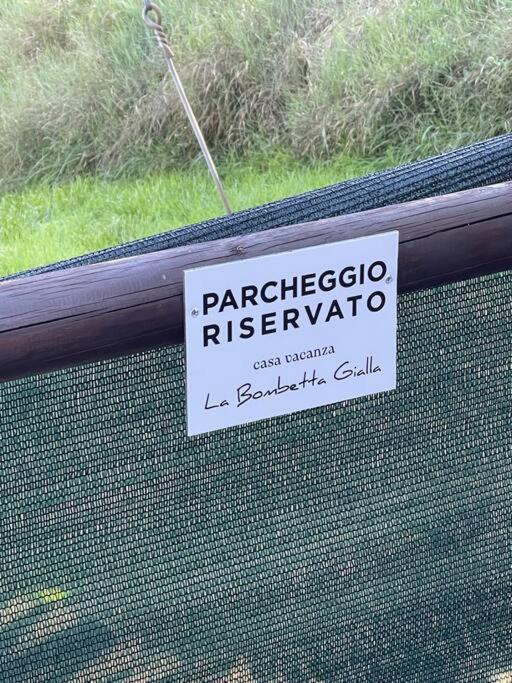 PARCHEGGIO
RISERVATO
casa vacanza
La Bombetta Gialla